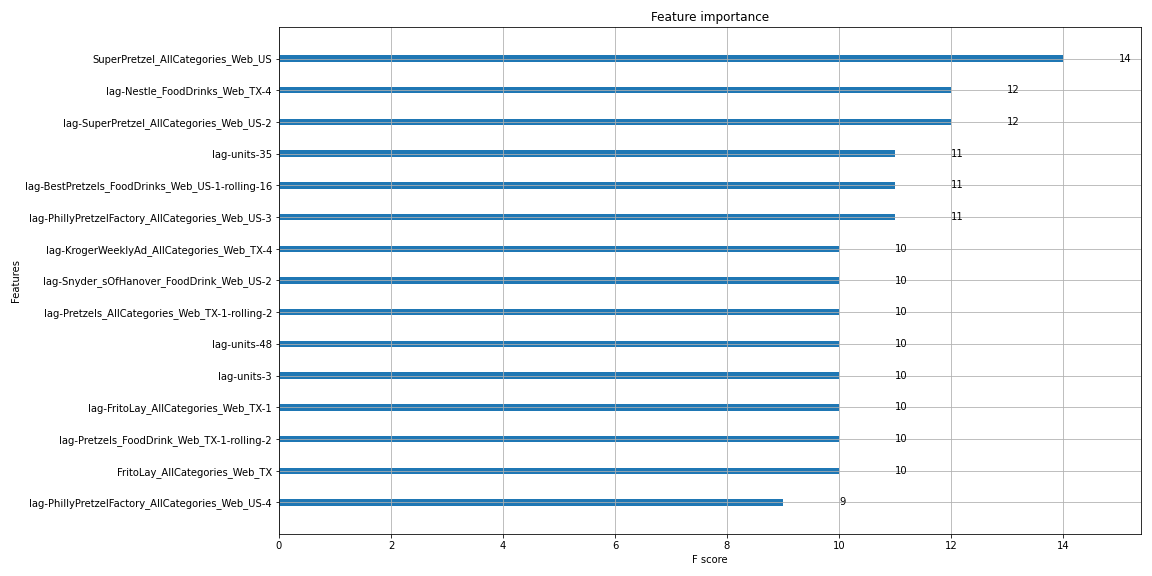 Feature importance
SuperPretzel_AllCategories_Web_US 14
lag-Nestle_FoodDrinks_Web_TX-4 12
lag-SuperPretzel_AllCategories_Web_US-2 12
lag-units-35 11
lag-BestPretzels_FoodDrinks_Web_US-1-rolling-16 11
lag-PhillyPretzelFactory_AllCategories_Web_US-3 11
lag-KrogerWeeklyAd_AllCategories_Web_TX-4 10
lag-Snyder_sOfHanover_FoodDrink_Web_US-2 10
lag-Pretzels_AllCategories_Web_TX-1-rolling-2 10
lag-units-48 10
lag-units-3 10
lag-FritoLay_AllCategories_Web_TX-1 10
lag-Pretzels_FoodDrink_Web_TX-1-rolling-2 10
FritoLay_AllCategories_Web_TX 10
lag-PhillyPretzelFactory_AllCategories_Web_US-4 9
Features
0 2 4 6 8 10 12 14
F score